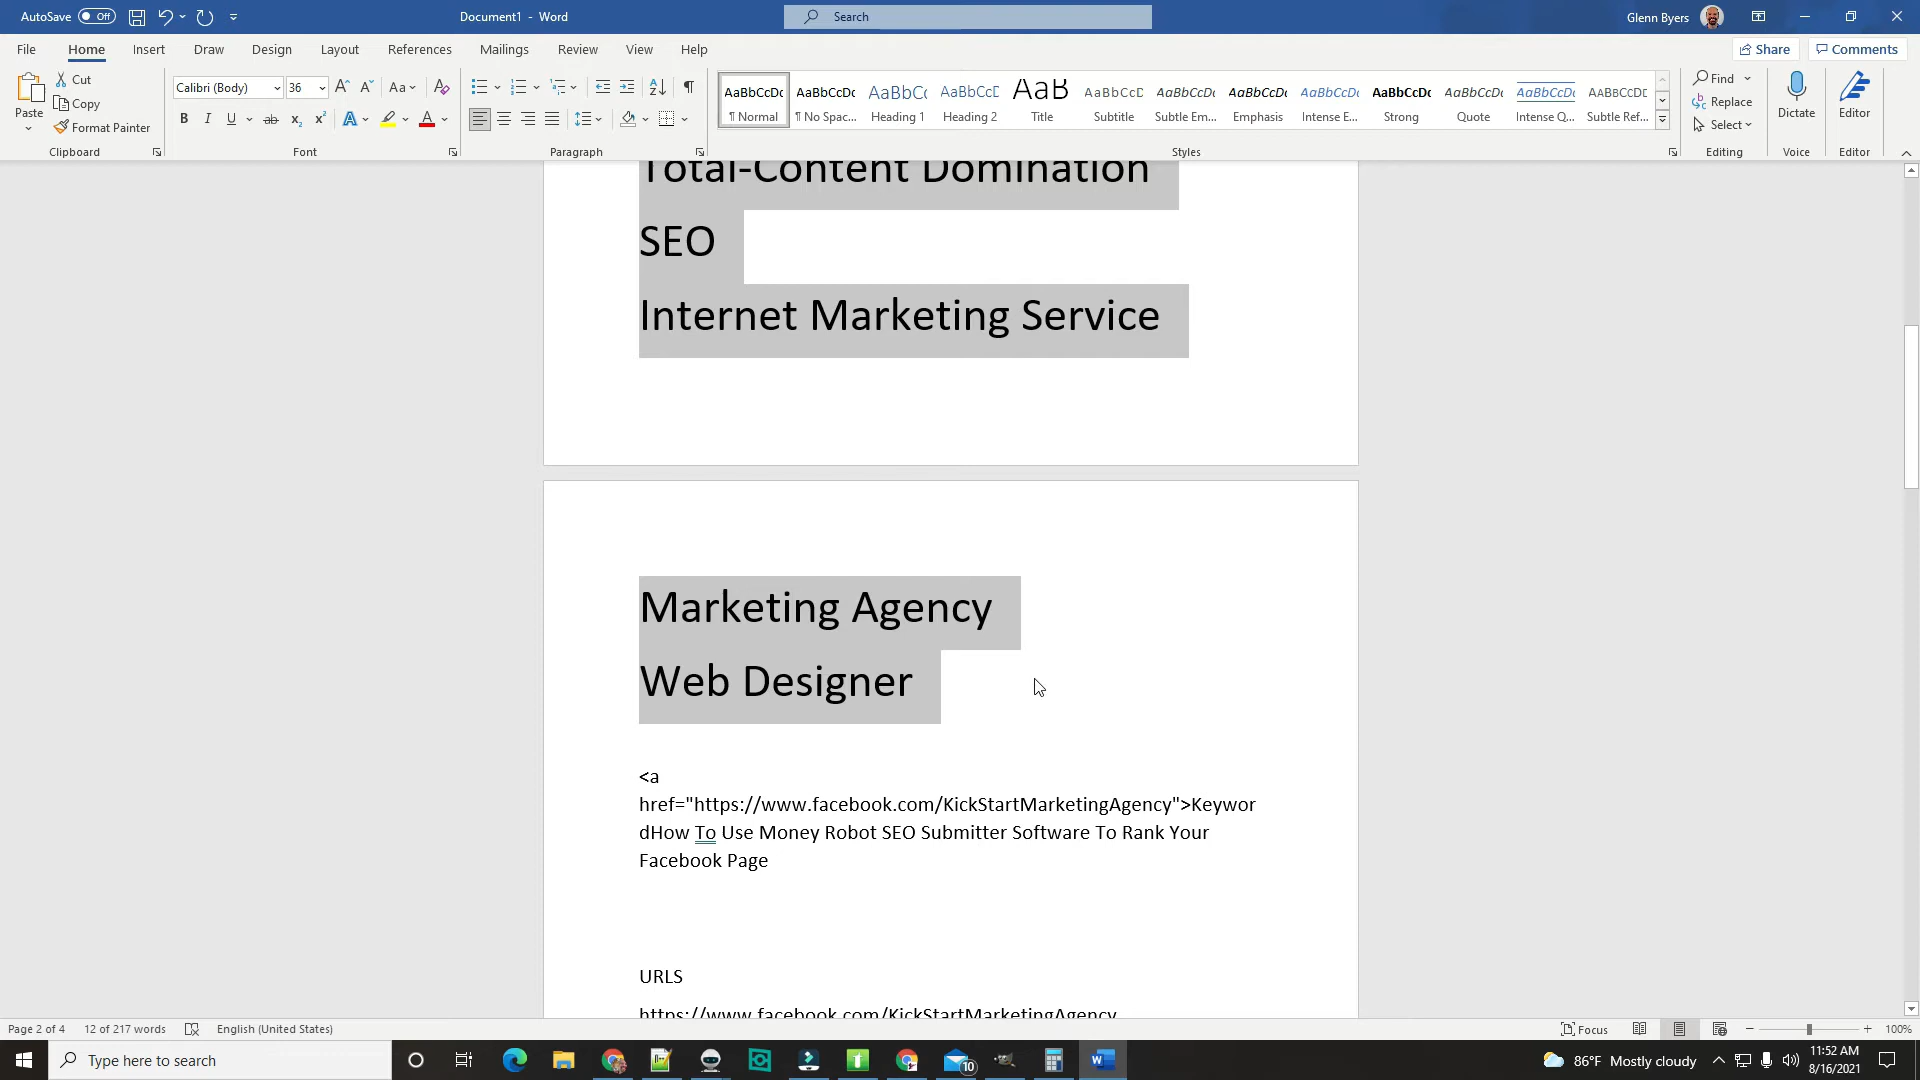 AutoSave Off Document1 - Word Search Glenn Byers
File Home Insert Draw Design Layout References Mailings Review View Help Share Comments
Paste Cut Copy Format Painter Clipboard
Calibri (Body) 36 Font
Paragraph
AaBbCcDc Normal AaBbCcDc No Spac... AaBbCc Heading 1 AaBbCcD Heading 2 AaB Title AaBbCcD Subtitle AaBbCcDc Subtle Em... AaBbCcDc Emphasis AaBbCcDc Intense E... AaBbCcDc Strong AaBbCcDc Quote AaBbCcDc Intense Q... AaBbCcDc Subtle Ref...
Styles
Find Replace Select Editing
Dictate Voice
Editor Editor
Total-Content Domination
SEO
Internet Marketing Service
Marketing Agency
Web Designer
<a
href="https://www.facebook.com/KickStartMarketingAgency">Keywor
dHow To Use Money Robot SEO Submitter Software To Rank Your
Facebook Page
URLS
https://www.facebook.com/KickStartMarketingAgency
Page 2 of 4 12 of 217 words English (United States) Focus 100%
Type here to search 10 86°F Mostly cloudy 11:52 AM
8/16/2021